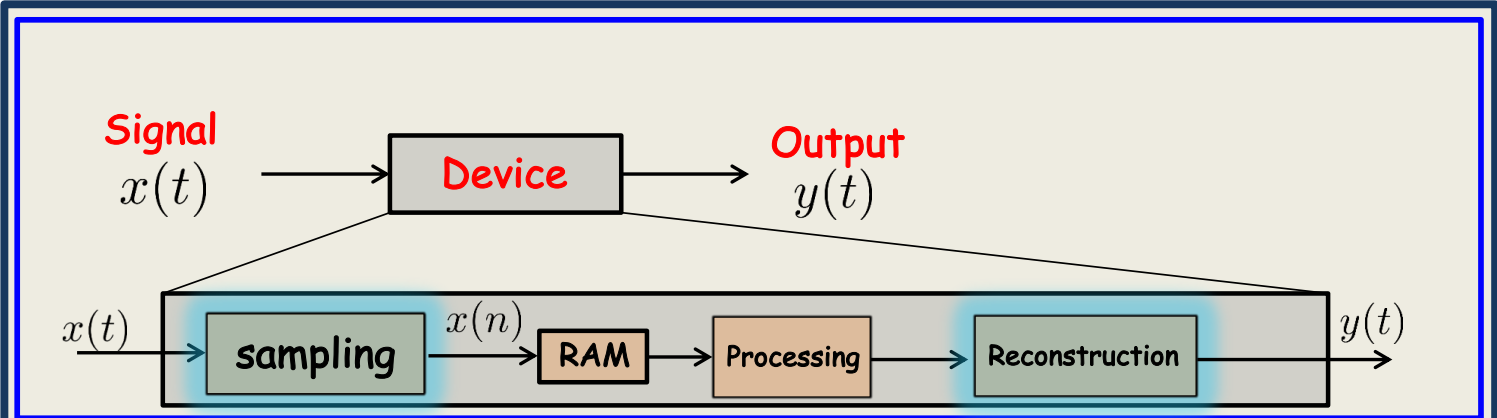 Signal
x(t)
Device
Output
y(t)
x(t)
sampling
x(n)
RAM
Processing
Reconstruction
y(t)